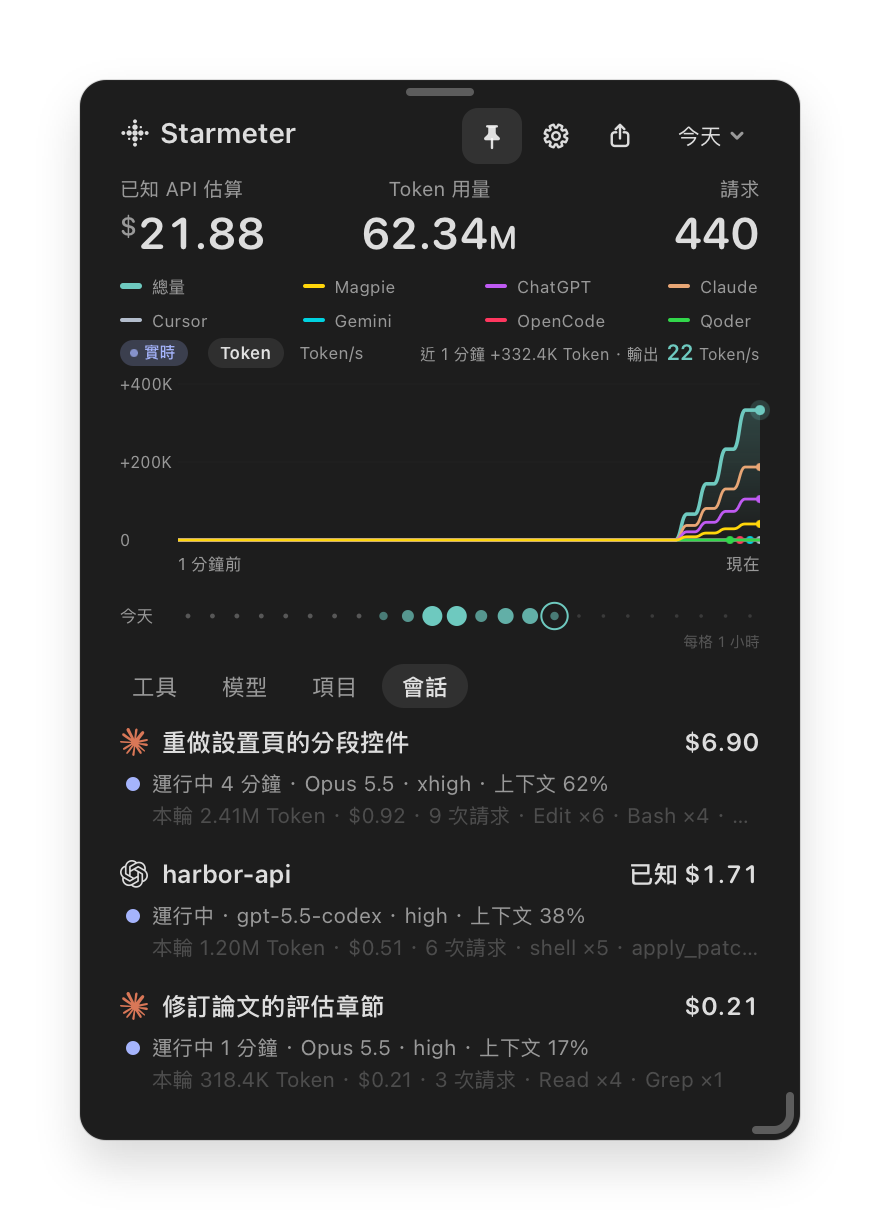 Starmeter 今天
已知 API 估算 Token 用量 請求
$21.88 62.34M 440
總量 Magpie ChatGPT Claude
Cursor Gemini OpenCode Qoder
實時 Token Token/s 近 1 分鐘 +332.4K Token · 輸出 22 Token/s
+400K
+200K
0
1 分鐘前 現在
今天
每格 1 小時
工具 模型 項目 會話
重做設置頁的分段控件 $6.90
運行中 4 分鐘 · Opus 5.5 · xhigh · 上下文 62%
本輪 2.41M Token · $0.92 · 9 次請求 · Edit ×6 · Bash ×4 · …
harbor-api 已知 $1.71
運行中 · gpt-5.5-codex · high · 上下文 38%
本輪 1.20M Token · $0.51 · 6 次請求 · shell ×5 · apply_patc…
修訂論文的評估章節 $0.21
運行中 1 分鐘 · Opus 5.5 · high · 上下文 17%
本輪 318.4K Token · $0.21 · 3 次請求 · Read ×4 · Grep ×1